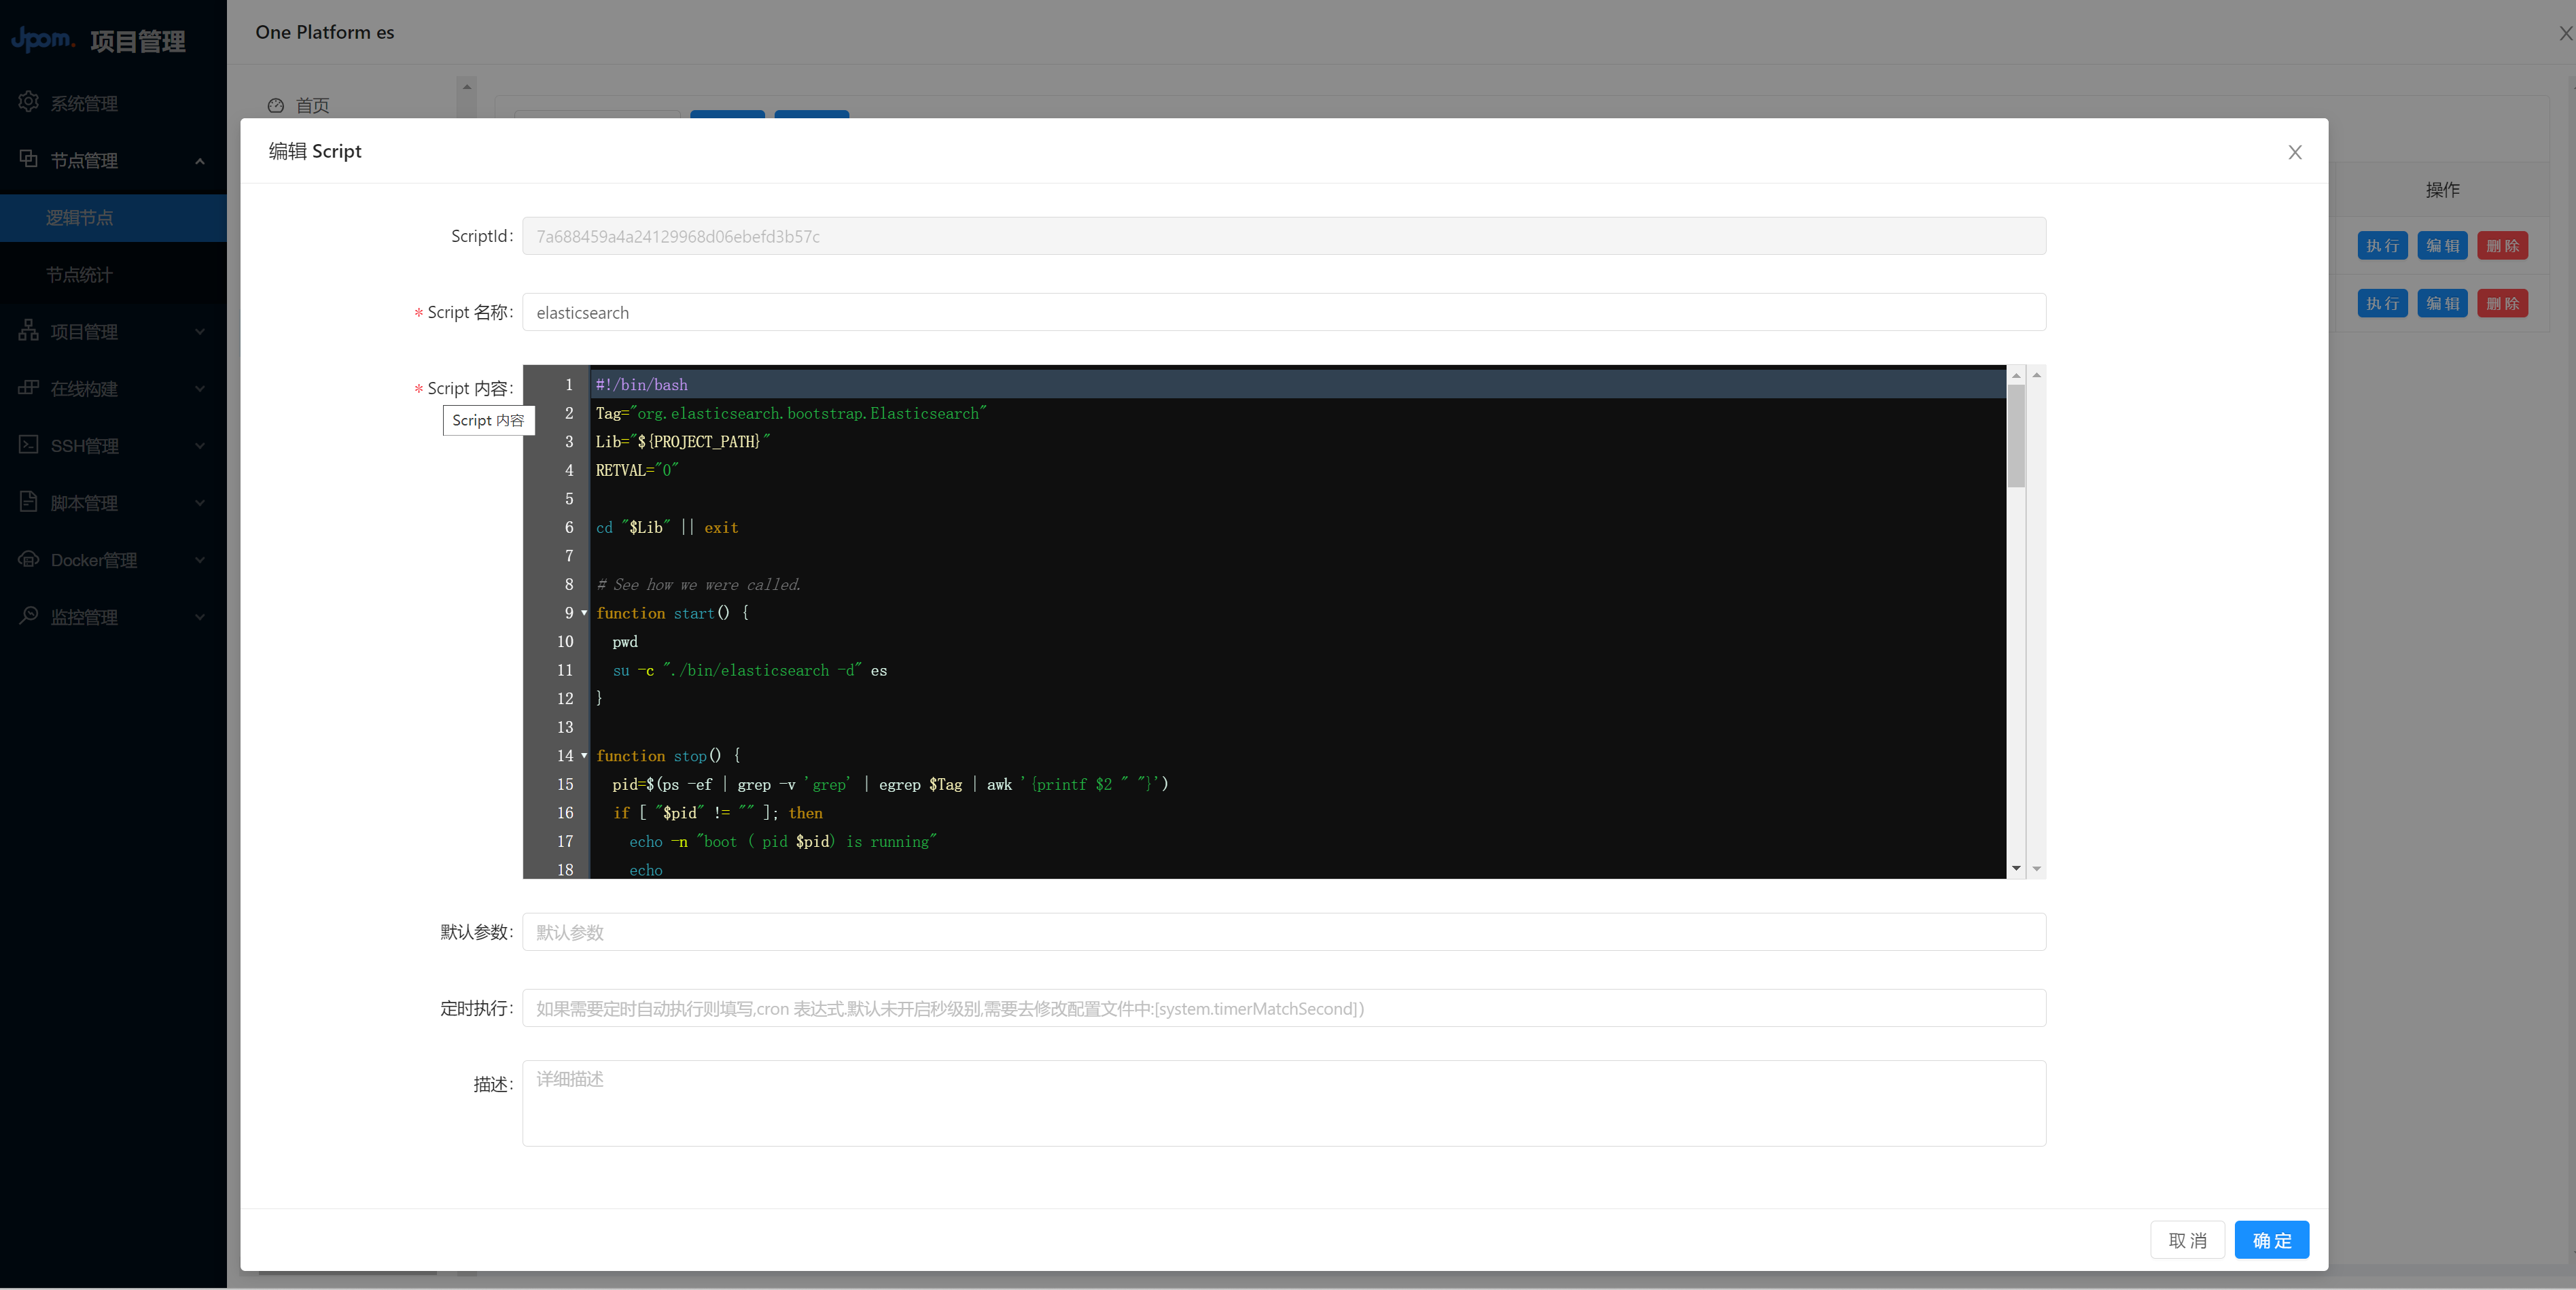 Jpom. 项目管理
系统管理
节点管理
逻辑节点
节点统计
项目管理
在线构建
SSH管理
脚本管理
Docker管理
监控管理
One Platform es
首页
操作
执 行 编 辑 删 除
执 行 编 辑 删 除
编辑 Script
ScriptId: 7a688459a4a24129968d06ebefd3b57c
* Script 名称: elasticsearch
* Script 内容:
Script 内容
1 #!/bin/bash
2 Tag="org.elasticsearch.bootstrap.Elasticsearch"
3 Lib="${PROJECT_PATH}"
4 RETVAL="0"
5
6 cd "$Lib" || exit
7
8 # See how we were called.
9 function start() {
10 pwd
11 su -c "./bin/elasticsearch -d" es
12 }
13
14 function stop() {
15 pid=$(ps -ef | grep -v 'grep' | egrep $Tag | awk '{printf $2 " "}')
16 if [ "$pid" != "" ]; then
17 echo -n "boot ( pid $pid) is running"
18 echo
默认参数: 默认参数
定时执行: 如果需要定时自动执行则填写,cron 表达式.默认未开启秒级别,需要去修改配置文件中:[system.timerMatchSecond])
描述: 详细描述
取 消 确 定